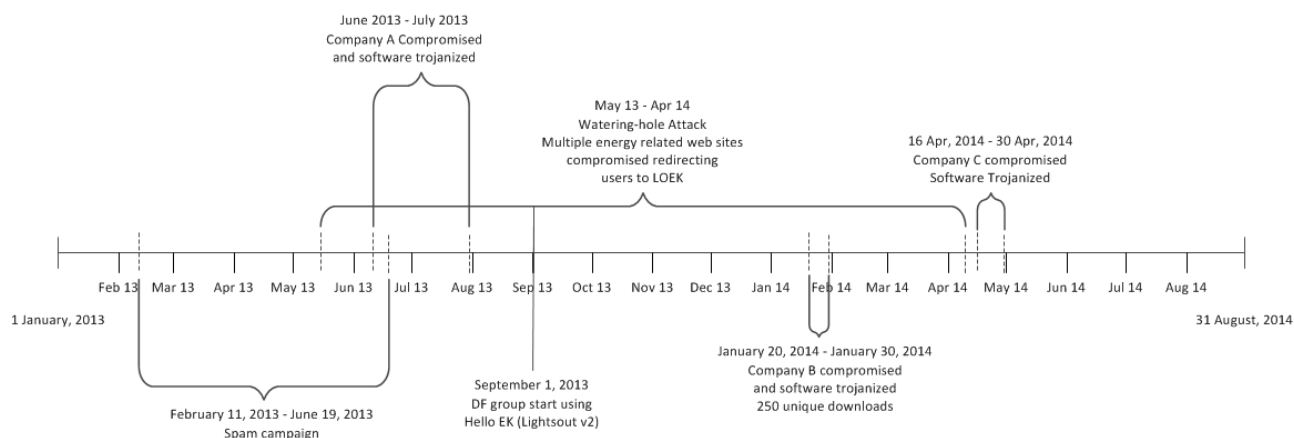 June 2013 - July 2013
Company A Compromised
and software trojanized
May 13 - Apr 14
Watering-hole Attack
Multiple energy related web sites
compromised redirecting
users to LOEK
16 Apr, 2014 - 30 Apr, 2014
Company C compromised
Software Trojanized
Feb 13 Mar 13 Apr 13 May 13 Jun 13 Jul 13 Aug 13 Sep 13 Oct 13 Nov 13 Dec 13 Jan 14 Feb 14 Mar 14 Apr 14 May 14 Jun 14 Jul 14 Aug 14
1 January, 2013
31 August, 2014
February 11, 2013 - June 19, 2013
Spam campaign
September 1, 2013
DF group start using
Hello EK (Lightsout v2)
January 20, 2014 - January 30, 2014
Company B compromised
and software trojanized
250 unique downloads